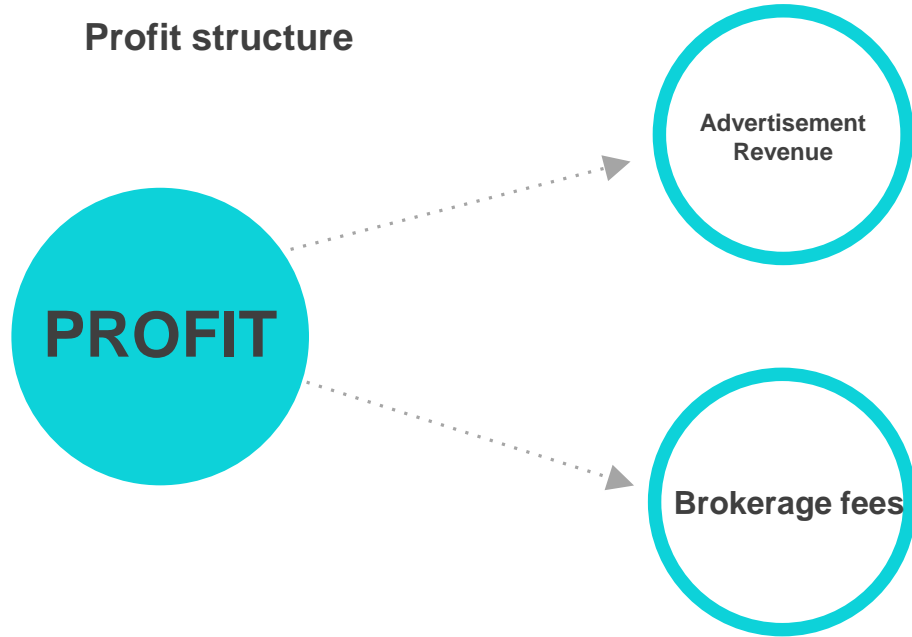 Profit structure
Advertisement
Revenue
PROFIT
Brokerage fees